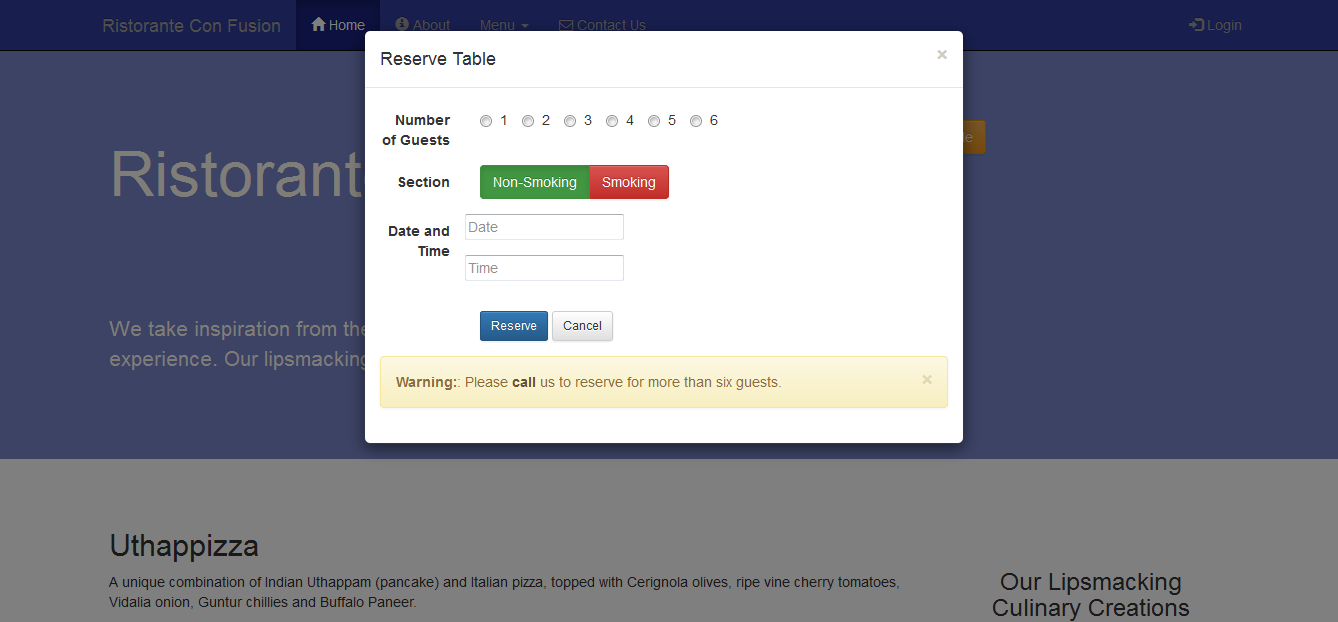 Ristorante Con Fusion Home About Menu Contact Us Login
Reserve Table ×
Number of Guests 1 2 3 4 5 6
Section Non-Smoking Smoking
Date and Time
Date
Time
Reserve Cancel
Warning:: Please call us to reserve for more than six guests. ×
We take inspiration from
experience. Our lipsmacking
Uthappizza
A unique combination of Indian Uthappam (pancake) and Italian pizza, topped with Cerignola olives, ripe vine cherry tomatoes,
Vidalia onion, Guntur chillies and Buffalo Paneer.
Our Lipsmacking
Culinary Creations